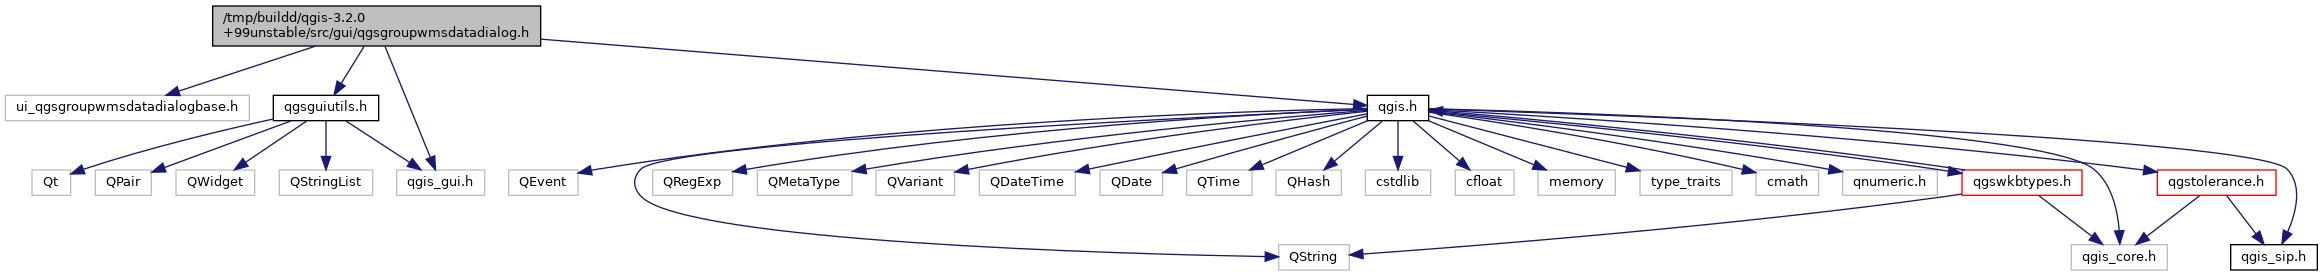 /tmp/buildd/qgis-3.2.0
+99unstable/src/gui/qgsgroupwmsdatadialog.h
ui_qgsgroupwmsdatadialogbase.h
qgsguiutils.h
qgis.h
Qt
QPair
QWidget
QStringList
qgis_gui.h
QEvent
QRegExp
QMetaType
QVariant
QDateTime
QDate
QTime
QHash
cstdlib
cfloat
memory
type_traits
cmath
qnumeric.h
qgswkbtypes.h
qgstolerance.h
QString
qgis_core.h
qgis_sip.h